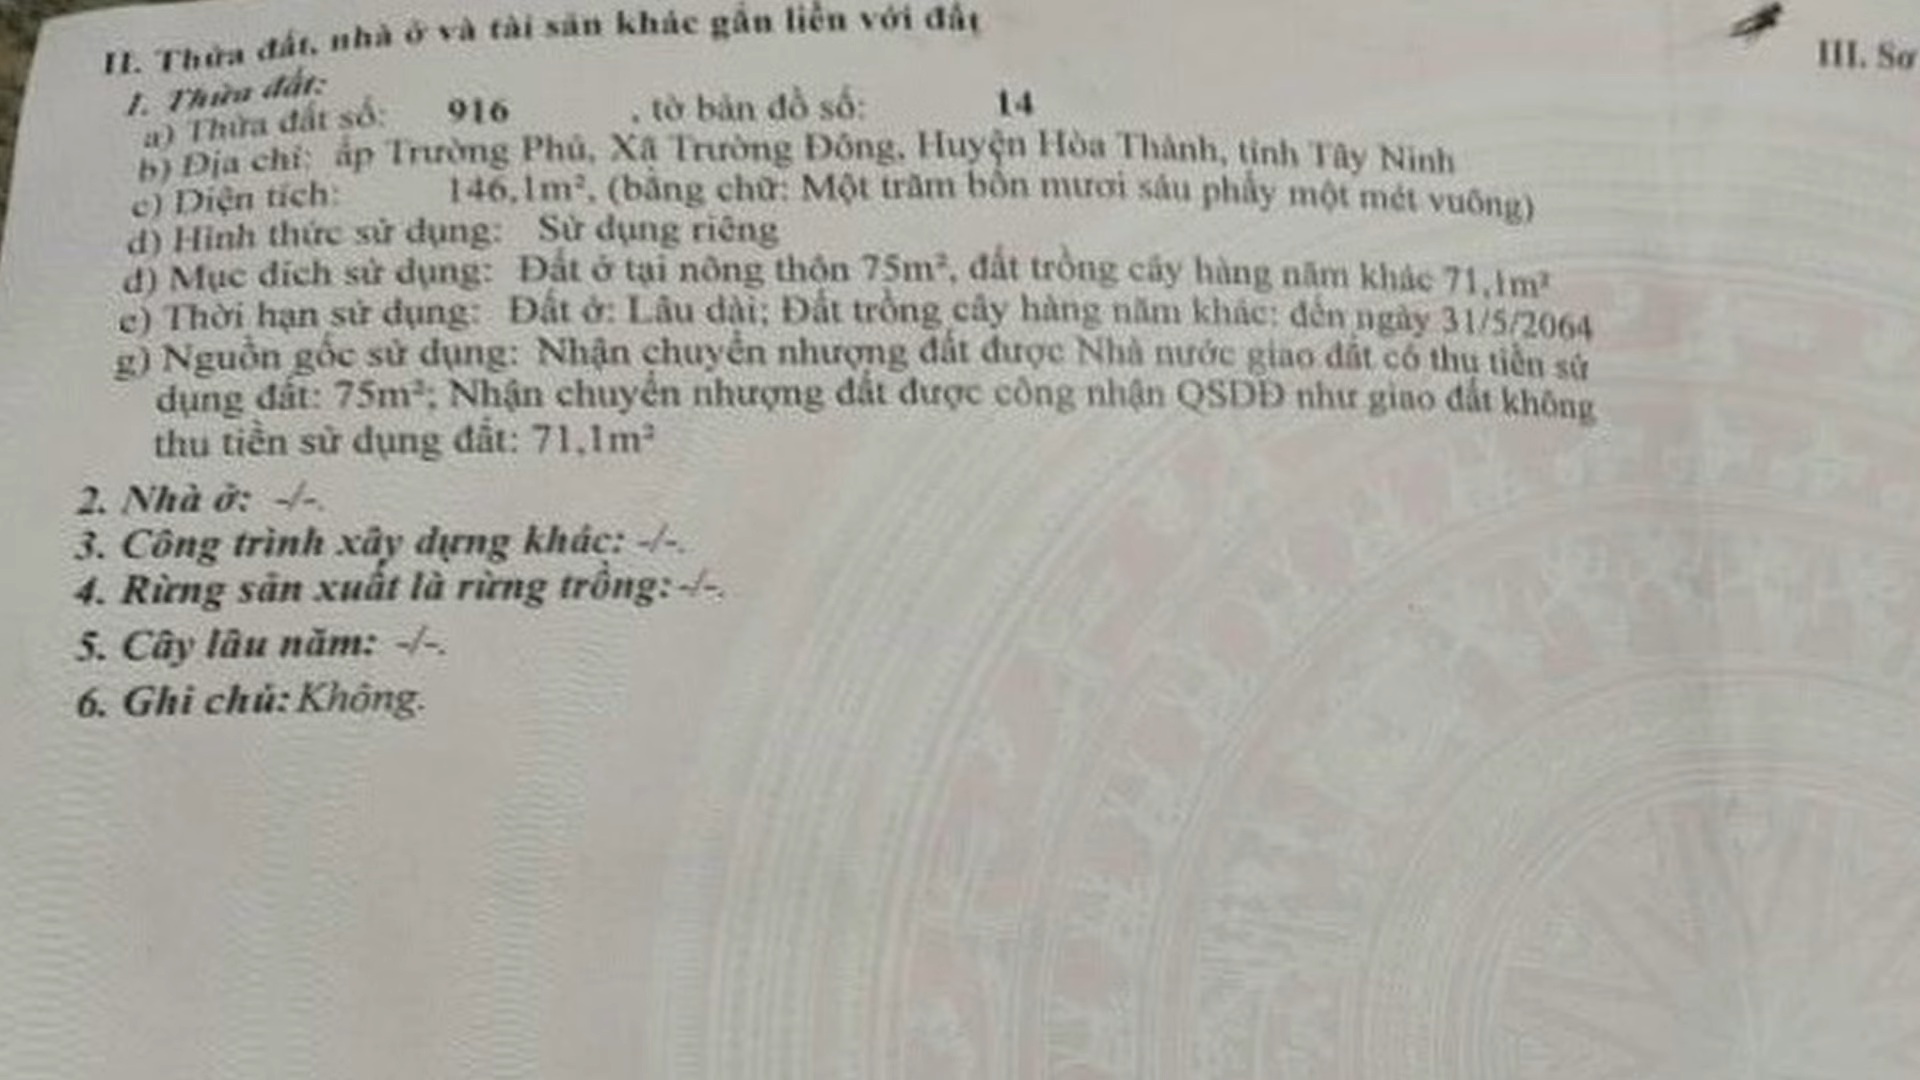 II. Thửa đất, nhà ở và tài sản khác gắn liền với đất
III. Sơ
1. Thửa đất:
a) Thửa đất số: 916 , tờ bản đồ số: 14
b) Địa chỉ: ấp Trường Phú, Xã Trường Đông, Huyện Hòa Thành, tỉnh Tây Ninh
c) Diện tích: 146,1m², (bằng chữ: Một trăm bốn mươi sáu phẩy một mét vuông)
d) Hình thức sử dụng: Sử dụng riêng
đ) Mục đích sử dụng: Đất ở tại nông thôn 75m², đất trồng cây hàng năm khác 71,1m²
e) Thời hạn sử dụng: Đất ở: Lâu dài; Đất trồng cây hàng năm khác: đến ngày 31/5/2064
g) Nguồn gốc sử dụng: Nhận chuyển nhượng đất được Nhà nước giao đất có thu tiền sử
dụng đất: 75m²; Nhận chuyển nhượng đất được công nhận QSDĐ như giao đất không
thu tiền sử dụng đất: 71,1m²
2. Nhà ở: -/-.
3. Công trình xây dựng khác: -/-.
4. Rừng sản xuất là rừng trồng: -/-.
5. Cây lâu năm: -/-.
6. Ghi chú: Không.